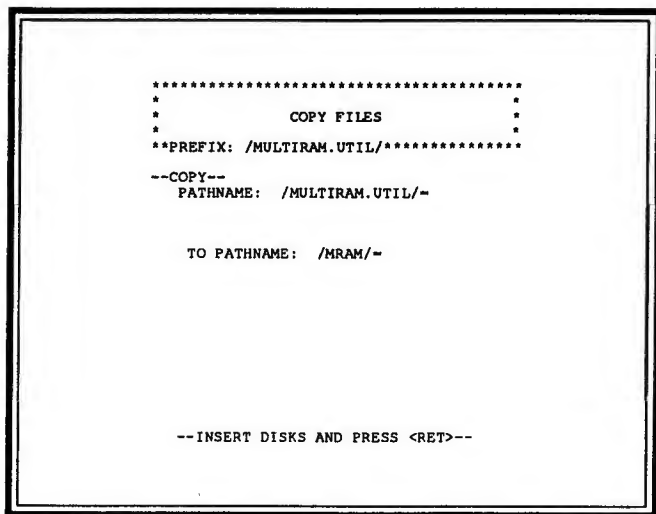 ****************************************
*                                      *
*              COPY FILES              *
*                                      *
**PREFIX: /MULTIRAM.UTIL/***************
--COPY--
PATHNAME: /MULTIRAM.UTIL/=
TO PATHNAME: /MRAM/=
--INSERT DISKS AND PRESS <RET>--